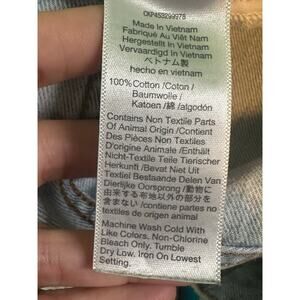 CKP453299978
Made In Vietnam
Fabriqué Au Viêt Nam
Hergestellt In Vietnam
Vervaardigd In Vietnam
ベトナム製
hecho en vietnam
100% Cotton /Coton /
Baumwolle /
Katoen /綿 /algodón
Contains Non Textile Parts
Of Animal Origin /Contient
Des Pièces Non Textiles
D'origine Animale /Enthält
Nicht-Textile Teile Tierischer
Herkunft /Bevat Niet Uit
Textiel Bestaande Delen Van
Dierlijke Oorsprong /動物に
由来する布地以外の部分を
含まない /contiene partes no
textiles de origen animal
Machine Wash Cold With
Like Colors. Non-Chlorine
Bleach Only. Tumble
Dry Low. Iron On Lowest
Setting.